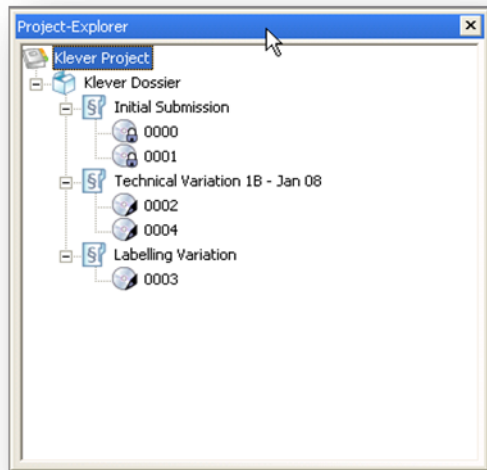 Project-Explorer
Klever Project
Klever Dossier
§ Initial Submission
0000
0001
§ Technical Variation 1B - Jan 08
0002
0004
§ Labelling Variation
0003